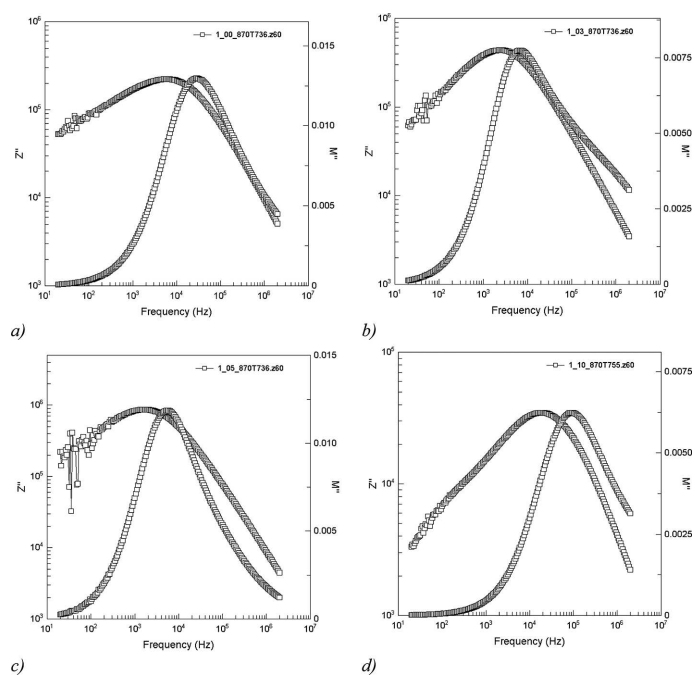 1_00_870T736.z60
10⁶
10⁵
10⁴
10³
Z''
0.015
0.010
0.005
0
M''
10¹ 10² 10³ 10⁴ 10⁵ 10⁶ 10⁷
Frequency (Hz)
a)
1_03_870T736.z60
10⁶
10⁵
10⁴
10³
Z''
0.0075
0.0050
0.0025
0
M''
10¹ 10² 10³ 10⁴ 10⁵ 10⁶ 10⁷
Frequency (Hz)
b)
1_05_870T736.z60
10⁶
10⁵
10⁴
10³
Z''
0.015
0.010
0.005
0
M''
10¹ 10² 10³ 10⁴ 10⁵ 10⁶ 10⁷
Frequency (Hz)
c)
1_10_870T755.z60
10⁵
10⁴
10³
Z''
0.0075
0.0050
0.0025
0
M''
10¹ 10² 10³ 10⁴ 10⁵ 10⁶ 10⁷
Frequency (Hz)
d)